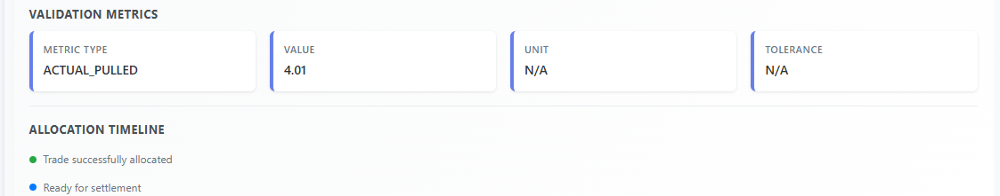 VALIDATION METRICS
METRIC TYPE VALUE UNIT TOLERANCE
ACTUAL_PULLED 4.01 N/A N/A
ALLOCATION TIMELINE
Trade successfully allocated
Ready for settlement